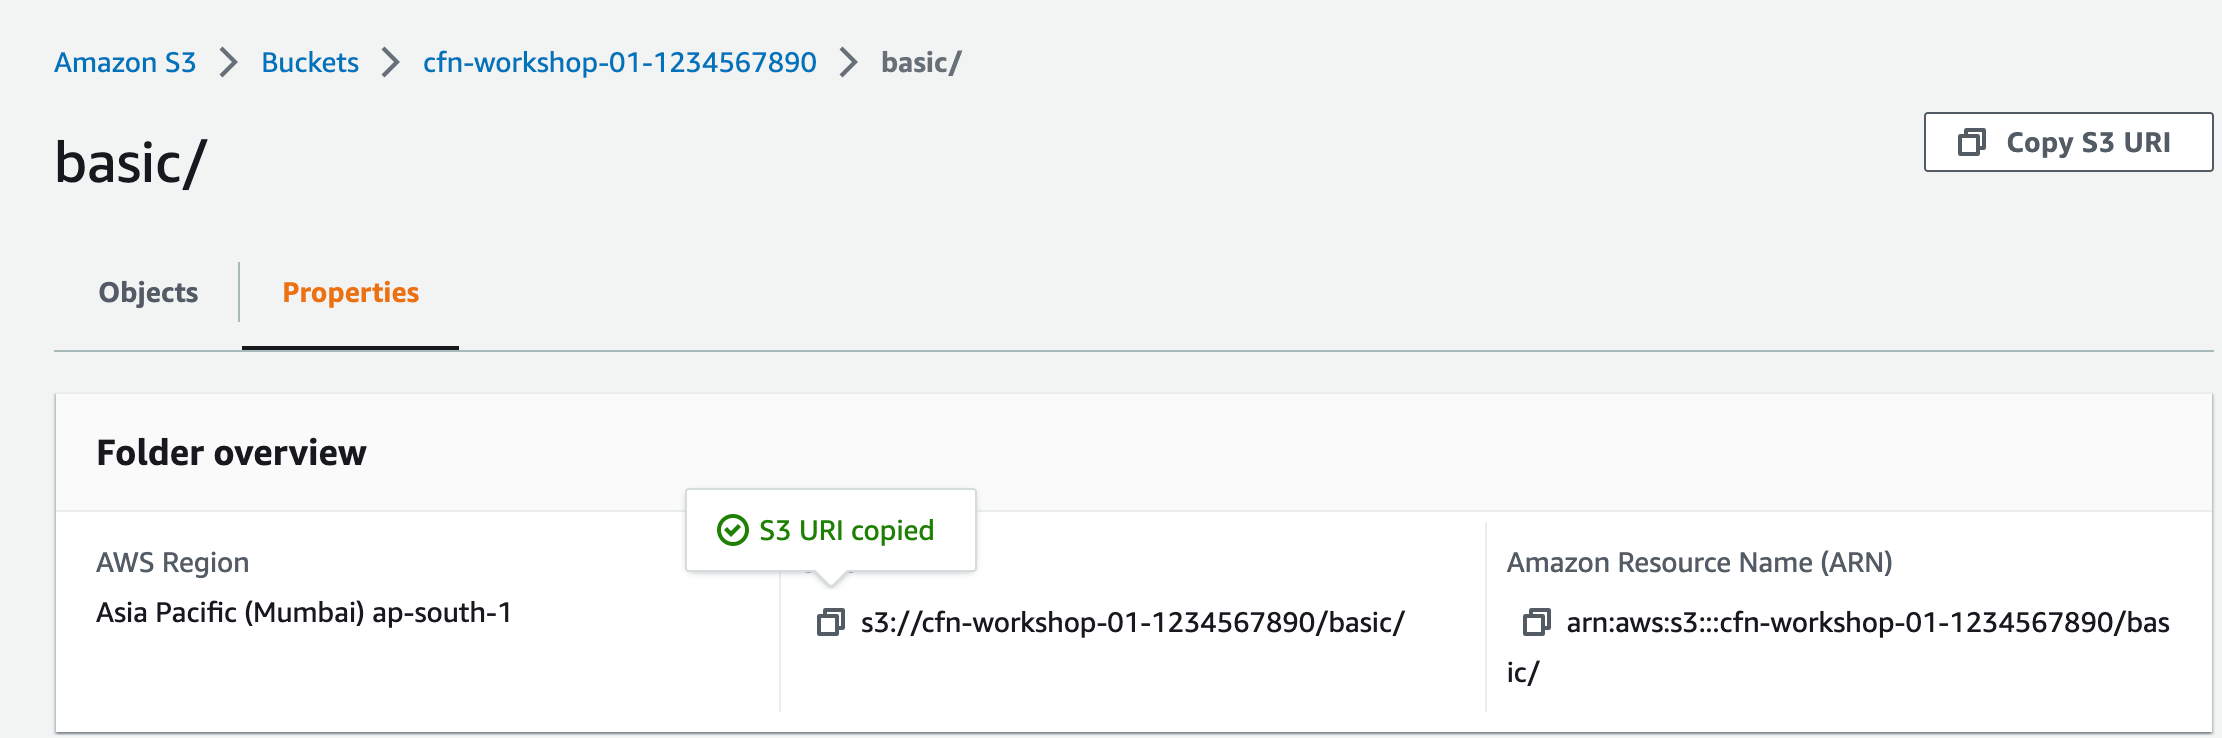 Amazon S3 Buckets cfn-workshop-01-1234567890 basic/
basic/
Copy S3 URI
Objects Properties
Folder overview
S3 URI copied
AWS Region
Asia Pacific (Mumbai) ap-south-1
s3://cfn-workshop-01-1234567890/basic/
Amazon Resource Name (ARN)
arn:aws:s3:::cfn-workshop-01-1234567890/bas
ic/